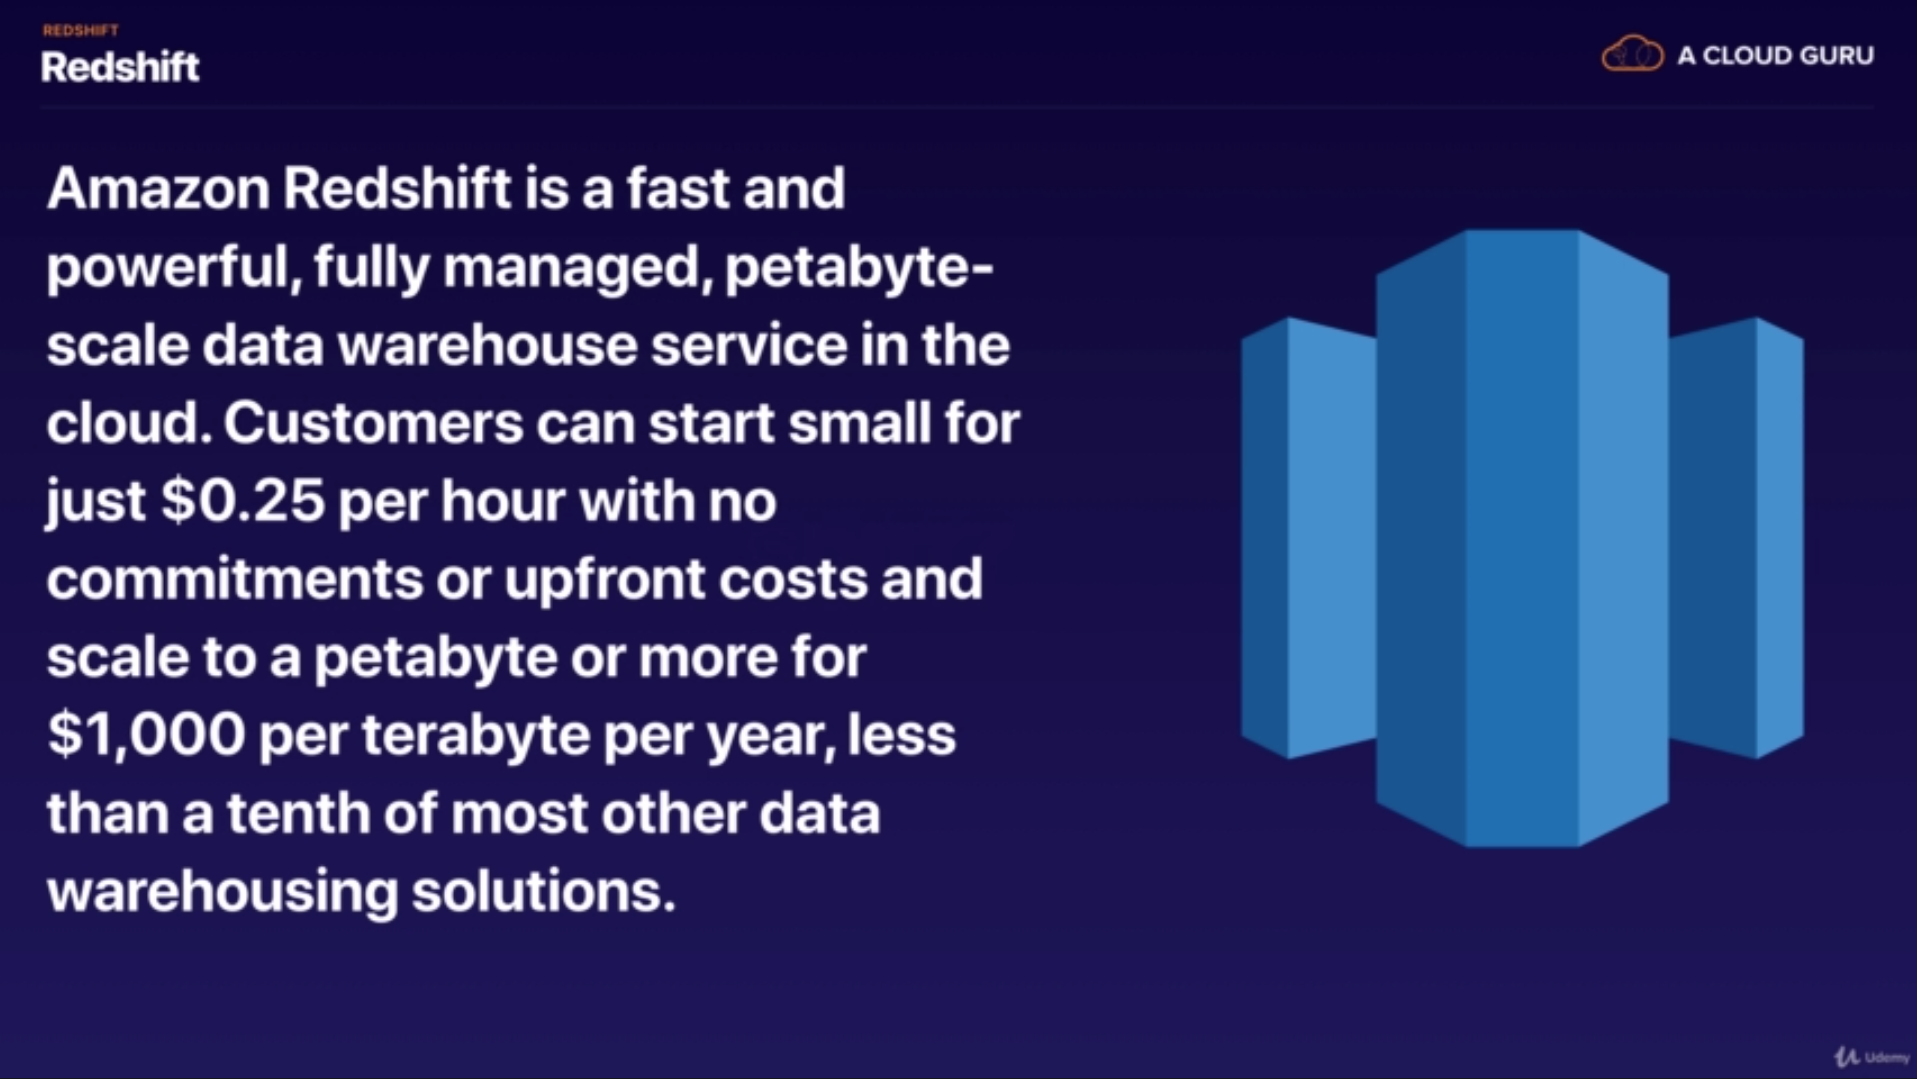 REDSHIFT
Redshift
A CLOUD GURU
Amazon Redshift is a fast and
powerful, fully managed, petabyte-
scale data warehouse service in the
cloud. Customers can start small for
just $0.25 per hour with no
commitments or upfront costs and
scale to a petabyte or more for
$1,000 per terabyte per year, less
than a tenth of most other data
warehousing solutions.
Udemy